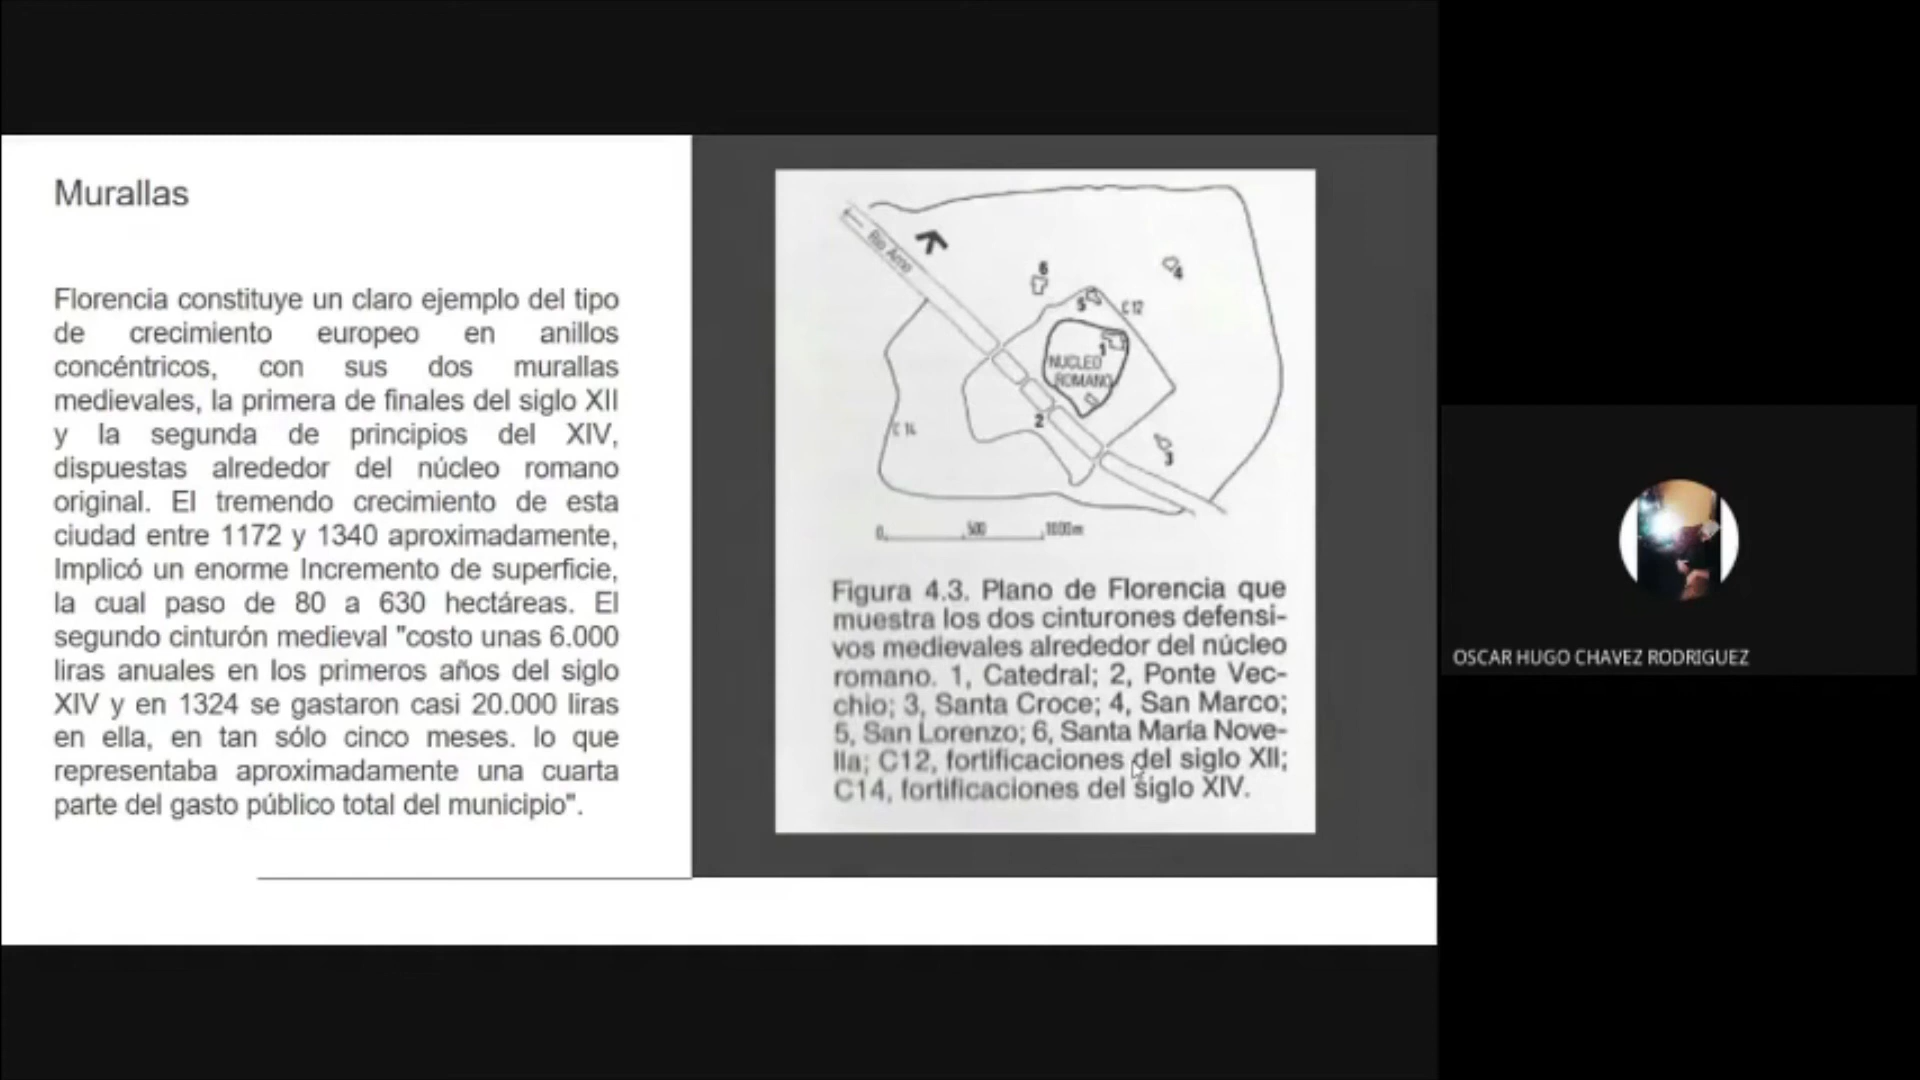 Murallas
Florencia constituye un claro ejemplo del tipo
de crecimiento europeo en anillos
concéntricos, con sus dos murallas
medievales, la primera de finales del siglo XII
y la segunda de principios del XIV,
dispuestas alrededor del núcleo romano
original. El tremendo crecimiento de esta
ciudad entre 1172 y 1340 aproximadamente,
Implicó un enorme Incremento de superficie,
la cual paso de 80 a 630 hectáreas. El
segundo cinturón medieval "costo unas 6.000
liras anuales en los primeros años del siglo
XIV y en 1324 se gastaron casi 20.000 liras
en ella, en tan sólo cinco meses. lo que
representaba aproximadamente una cuarta
parte del gasto público total del municipio".
Rio Arno
6
4
5
C 12
1
NUCLEO
ROMANO
2
C 14
3
0 500 1000m
Figura 4.3. Plano de Florencia que
muestra los dos cinturones defensi-
vos medievales alrededor del núcleo
romano. 1, Catedral; 2, Ponte Vec-
chio; 3, Santa Croce; 4, San Marco;
5, San Lorenzo; 6, Santa María Nove-
lla; C12, fortificaciones del siglo XII;
C14, fortificaciones del siglo XIV.
OSCAR HUGO CHAVEZ RODRIGUEZ